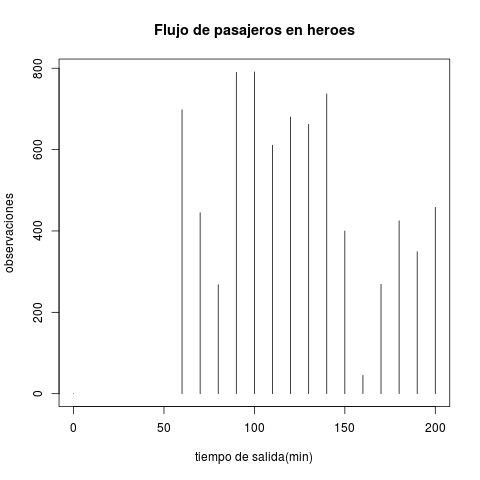 Flujo de pasajeros en heroes
observaciones
800
600
400
200
0
0 50 100 150 200
tiempo de salida(min)